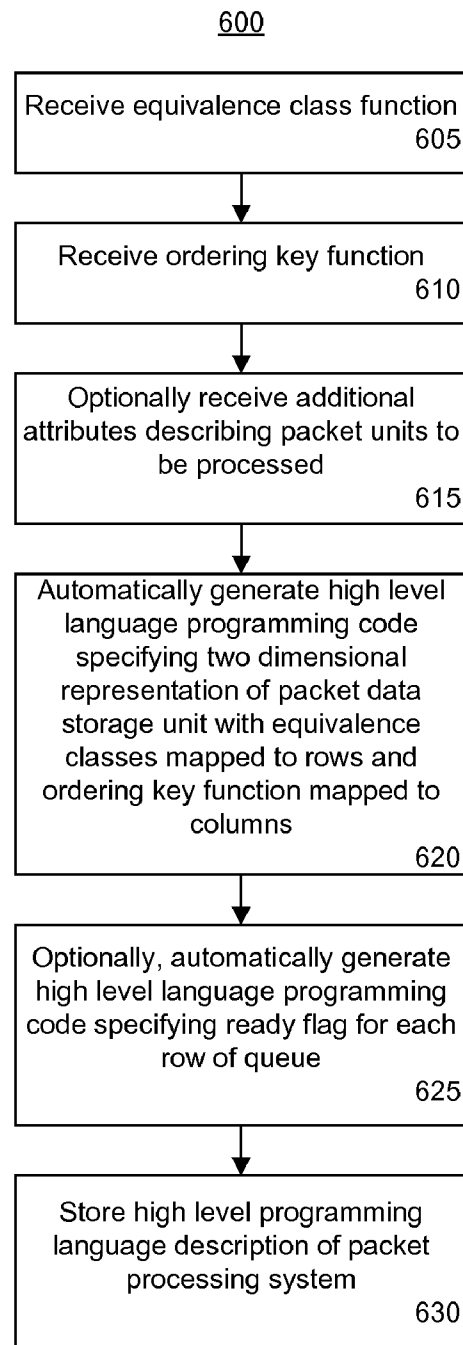 600
Receive equivalence class function
605
Receive ordering key function
610
Optionally receive additional
attributes describing packet units to
be processed
615
Automatically generate high level
language programming code
specifying two dimensional
representation of packet data
storage unit with equivalence
classes mapped to rows and
ordering key function mapped to
columns
620
Optionally, automatically generate
high level language programming
code specifying ready flag for each
row of queue
625
Store high level programming
language description of packet
processing system
630